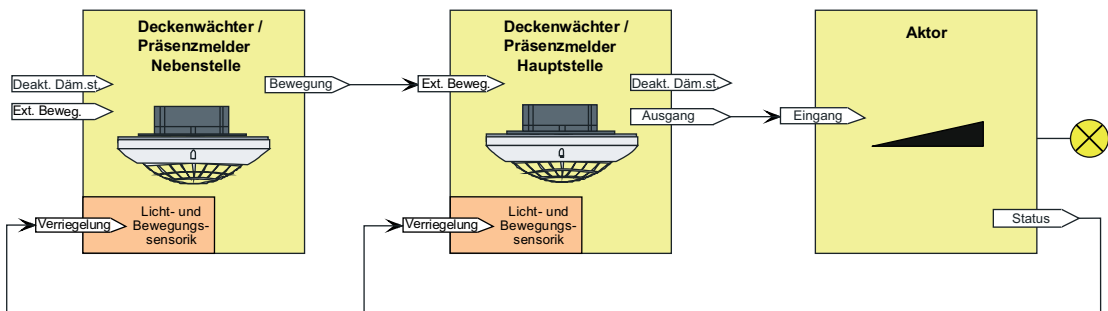 Deckenwächter /
Präsenzmelder
Nebenstelle
Deakt. Däm.st.
Ext. Beweg.
Bewegung
Verriegelung
Licht- und
Bewegungs-
sensorik
Deckenwächter /
Präsenzmelder
Hauptstelle
Ext. Beweg.
Deakt. Däm.st.
Ausgang
Verriegelung
Licht- und
Bewegungs-
sensorik
Aktor
Eingang
Status